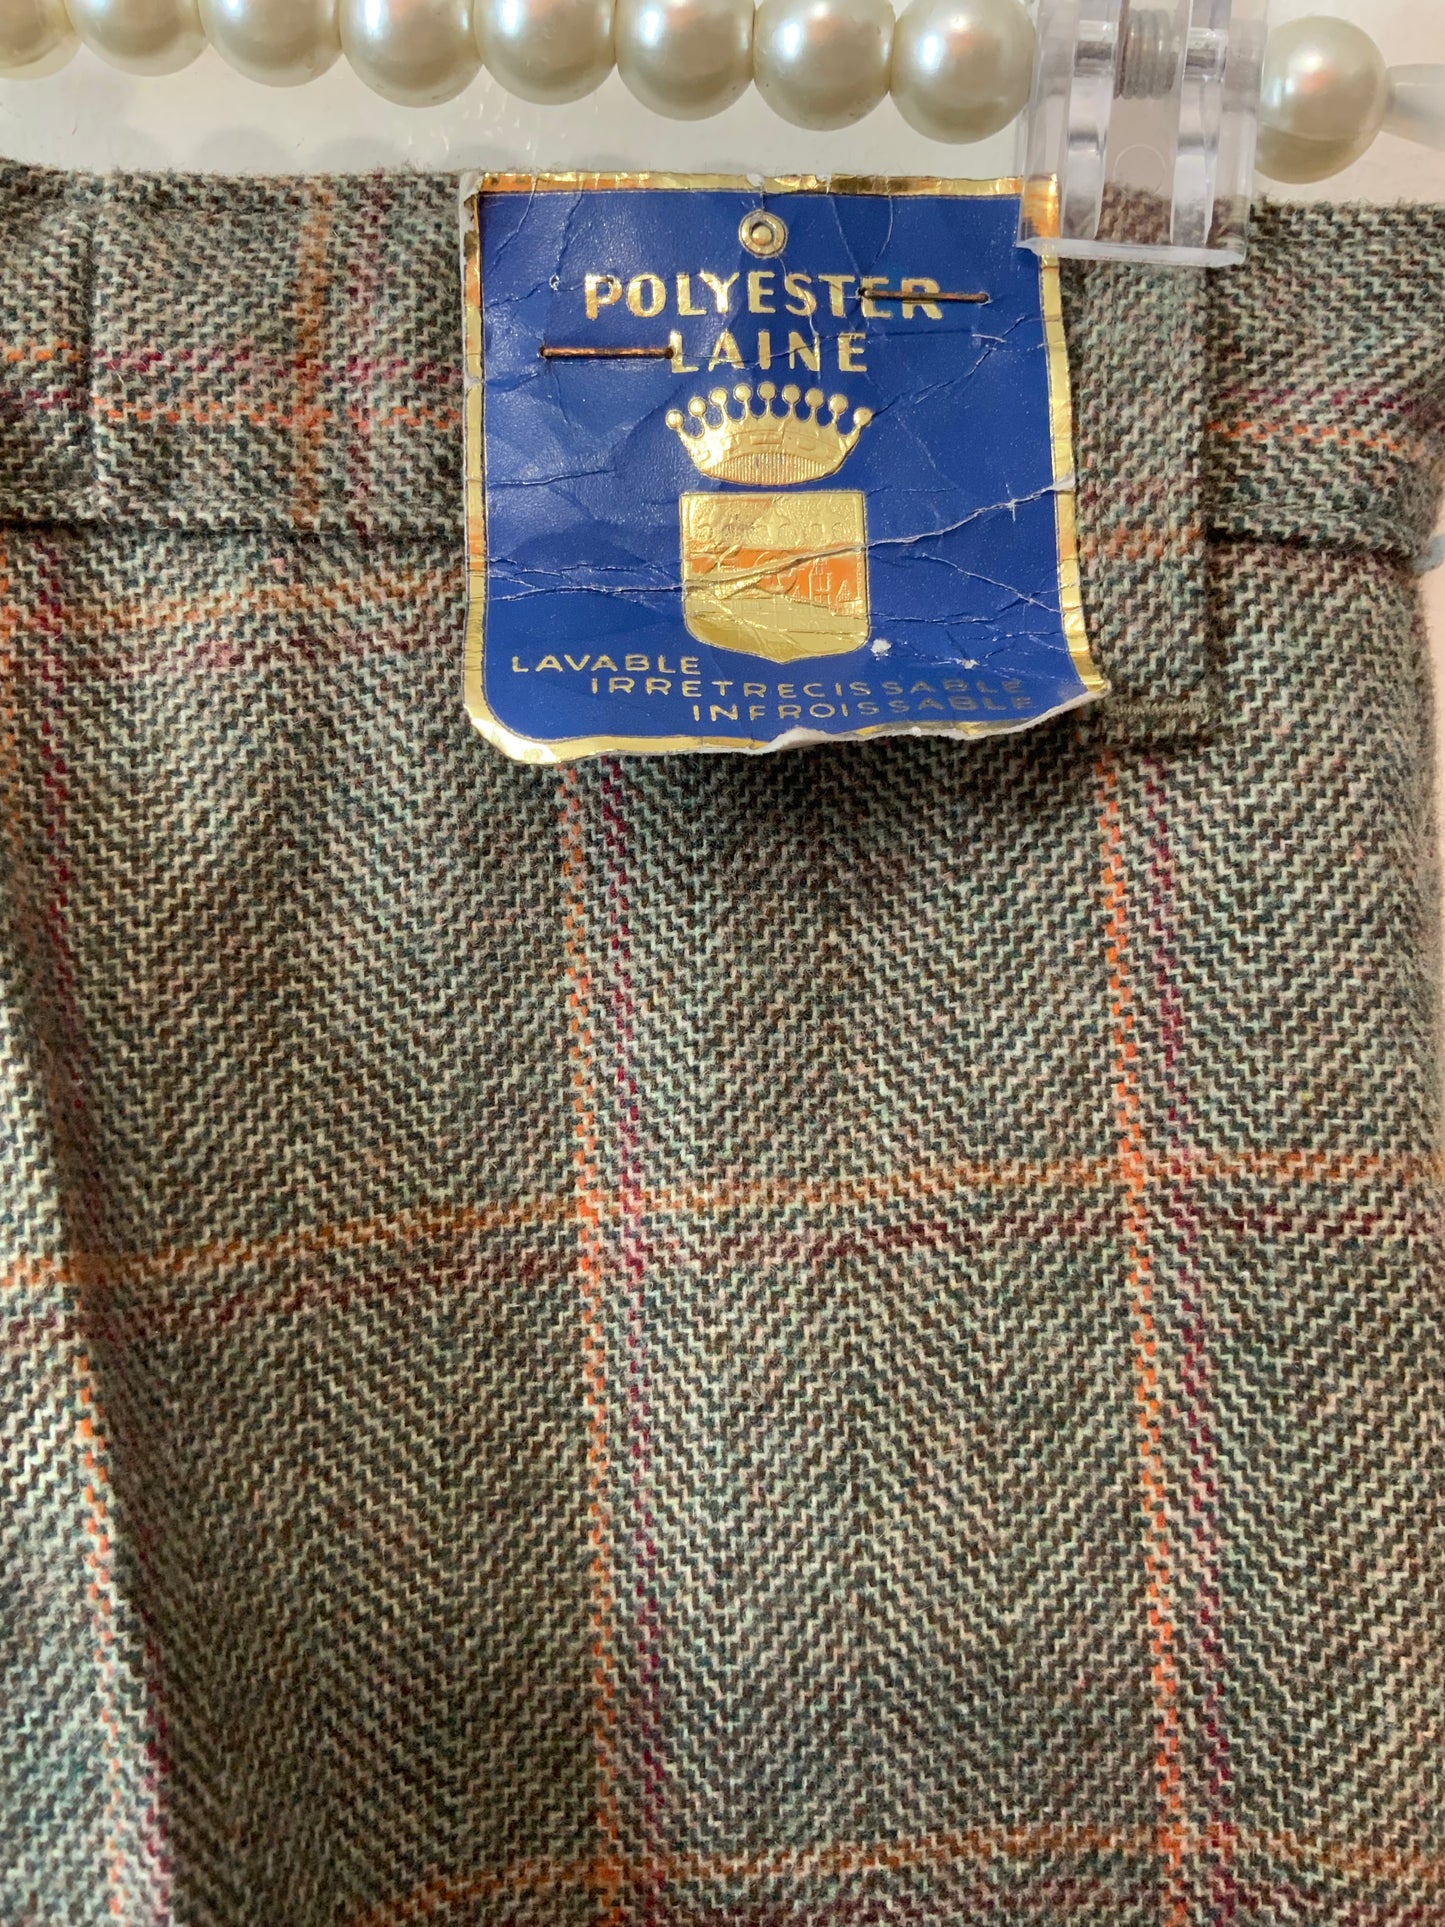 POLYESTER
LAINE
LAVABLE
IRRETRECISSABLE
INFROISSABLE